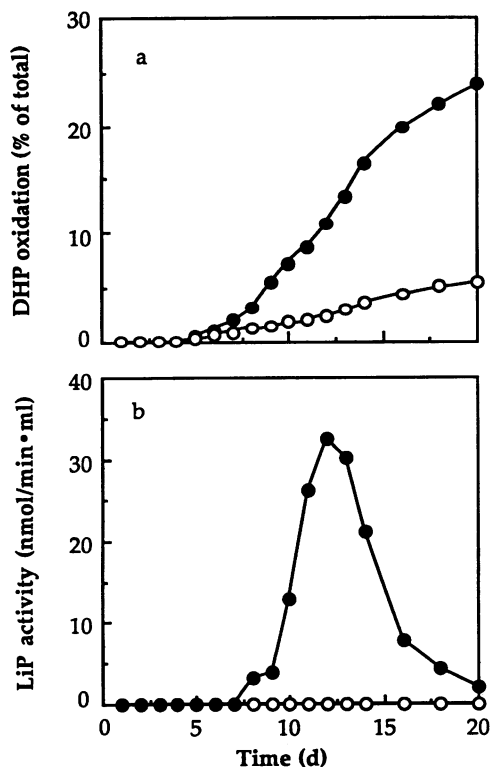 30
a
20
10
0
DHP oxidation (% of total)
40
b
30
20
10
0
LiP activity (nmol/min•ml)
0 5 10 15 20
Time (d)